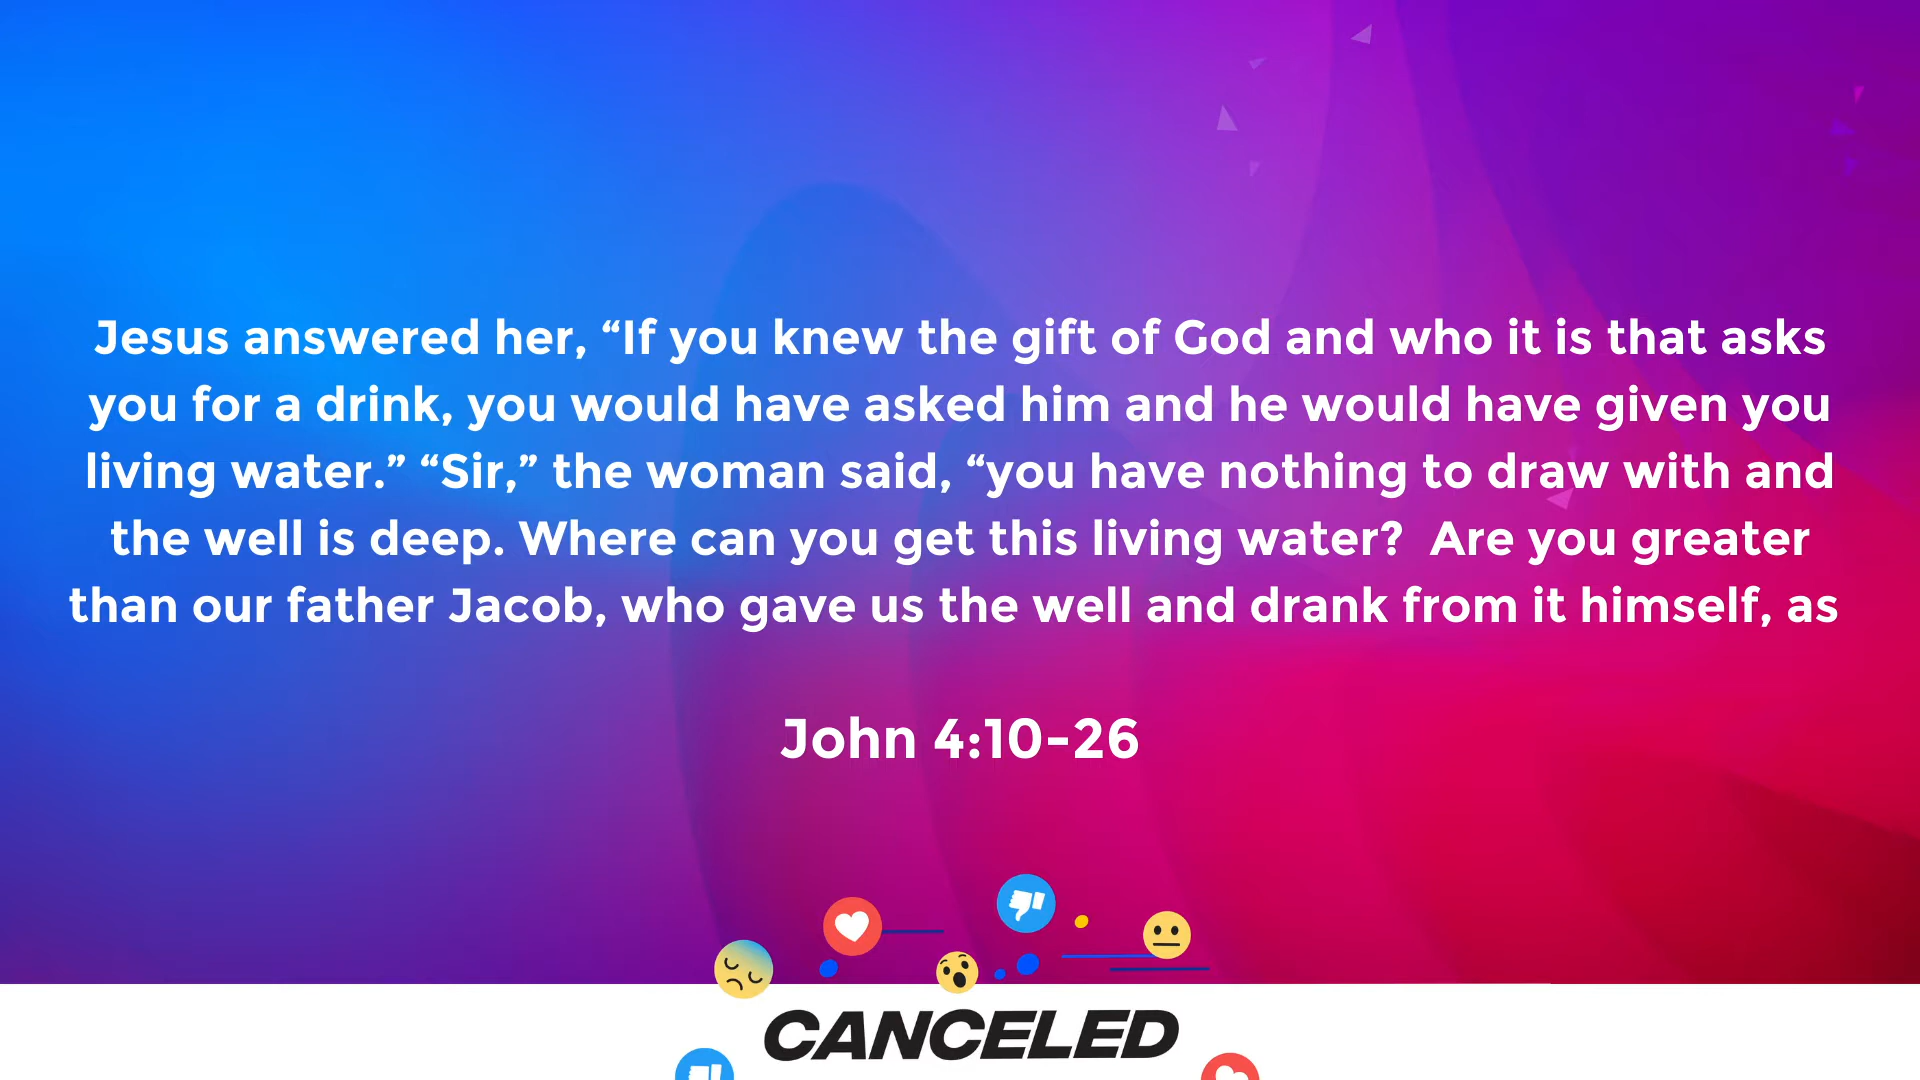 Jesus answered her, “If you knew the gift of God and who it is that asks
you for a drink, you would have asked him and he would have given you
living water.” “Sir,” the woman said, “you have nothing to draw with and
the well is deep. Where can you get this living water?  Are you greater
than our father Jacob, who gave us the well and drank from it himself, as
John 4:10-26
CANCELED